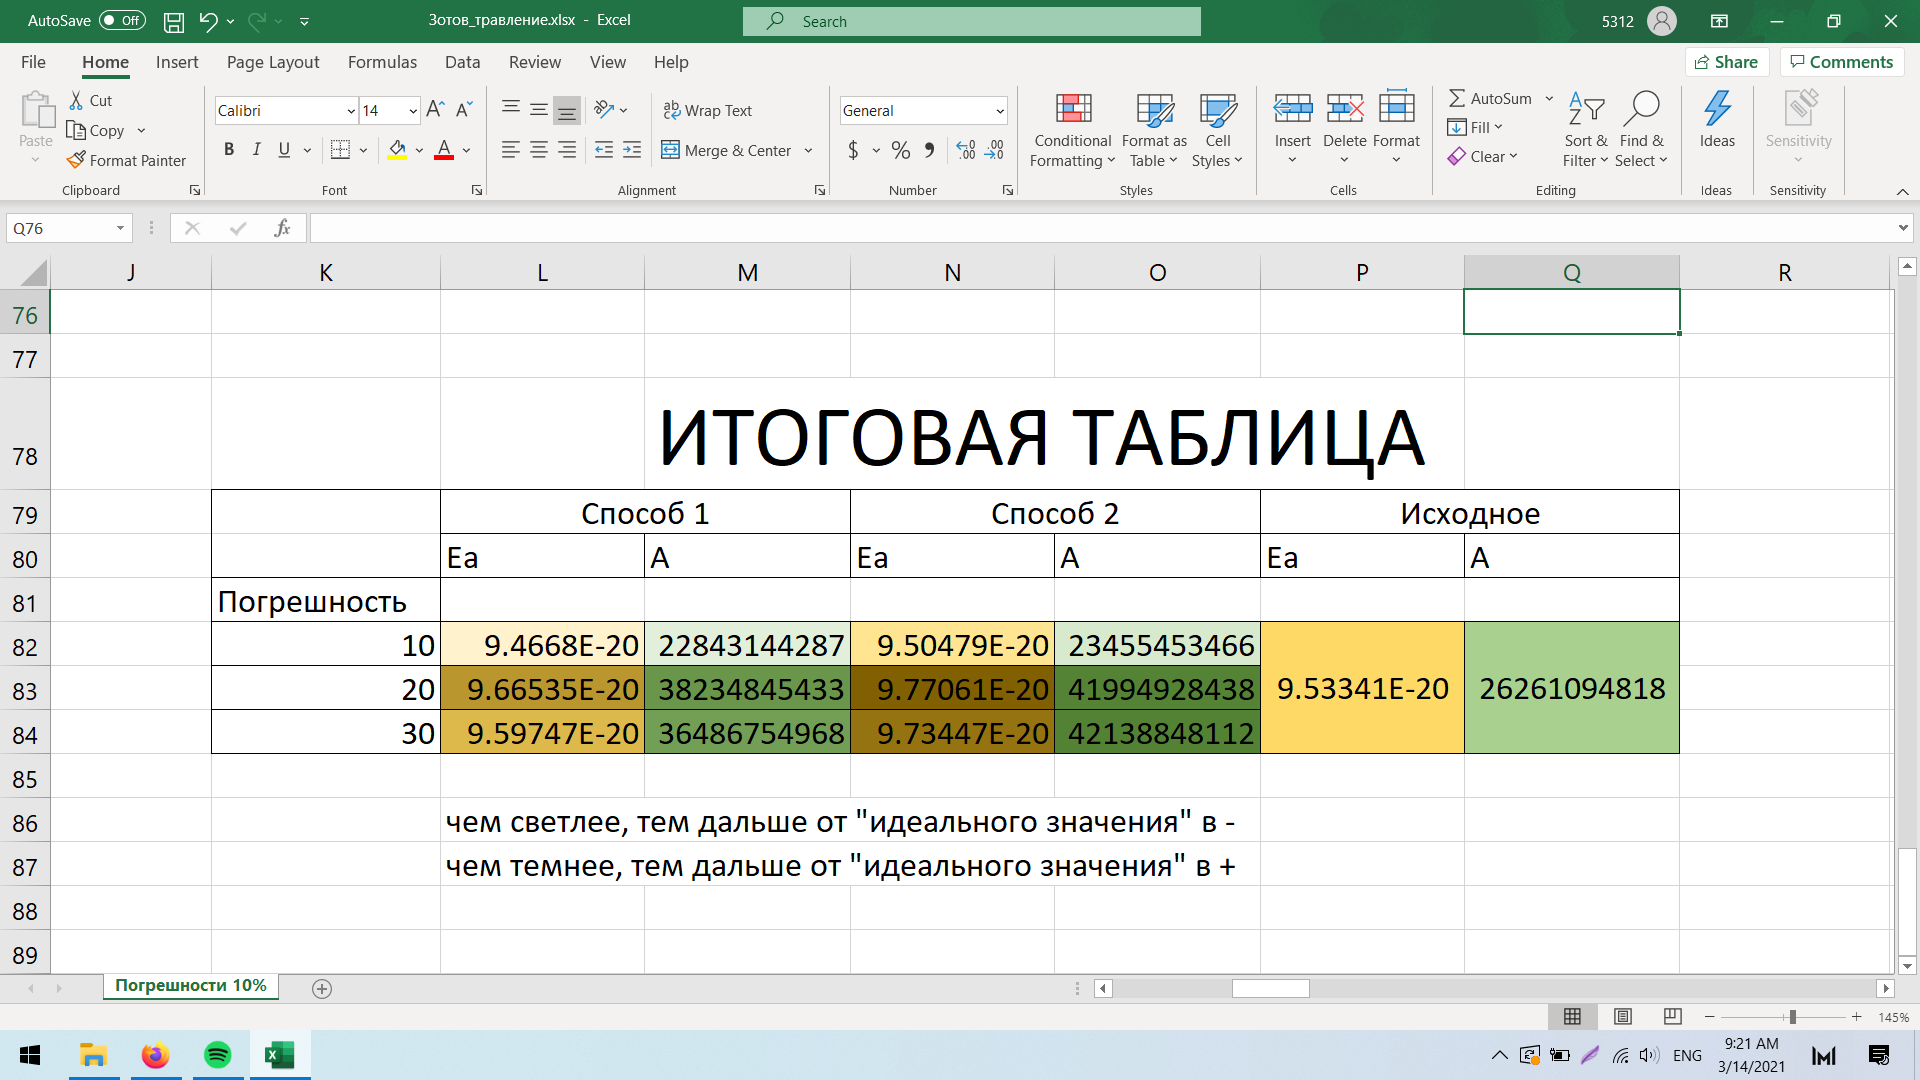 AutoSave Off Зотов_травление.xlsx - Excel Search 5312
File Home Insert Page Layout Formulas Data Review View Help Share Comments
Paste Cut Copy Format Painter Clipboard
Calibri 14 A A B I U A Font
ab Wrap Text Merge & Center Alignment
General $ % 9 Number
Conditional Formatting Format as Table Cell Styles Styles
Insert Delete Format Cells
AutoSum Fill Clear Sort & Filter Find & Select Editing
Ideas Ideas
Sensitivity Sensitivity
Q76 fx
J K L M N O P Q R
76
77
78 ИТОГОВАЯ ТАБЛИЦА
79 Способ 1 Способ 2 Исходное
80 Ea A Ea A Ea A
81 Погрешность
82 10 9.4668E-20 22843144287 9.50479E-20 23455453466
83 20 9.66535E-20 38234845433 9.77061E-20 41994928438 9.53341E-20 26261094818
84 30 9.59747E-20 36486754968 9.73447E-20 42138848112
85
86 чем светлее, тем дальше от "идеального значения" в -
87 чем темнее, тем дальше от "идеального значения" в +
88
89
Погрешности 10%
145%
ENG 9:21 AM
3/14/2021